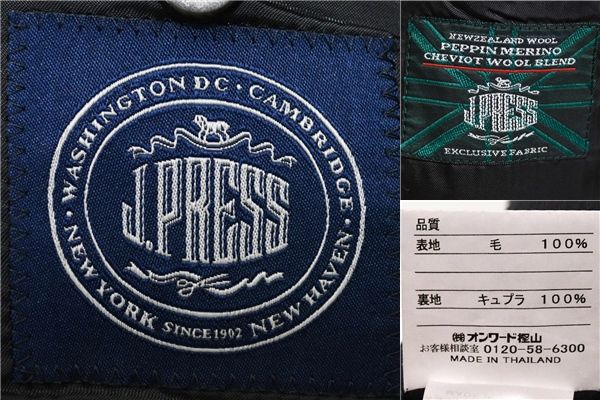 WASHINGTON DC · CAMBRIDGE ·
J.PRESS
NEW YORK SINCE 1902 NEW HAVEN ·
NEWZEALAND WOOL
PEPPIN MERINO
CHEVIOT WOOL BLEND
J.PRESS
EXCLUSIVE FABRIC
品質
表地 毛 100%
裏地 キュプラ 100%
㈱オンワード樫山
お客様相談室 0120-58-6300
MADE IN THAILAND